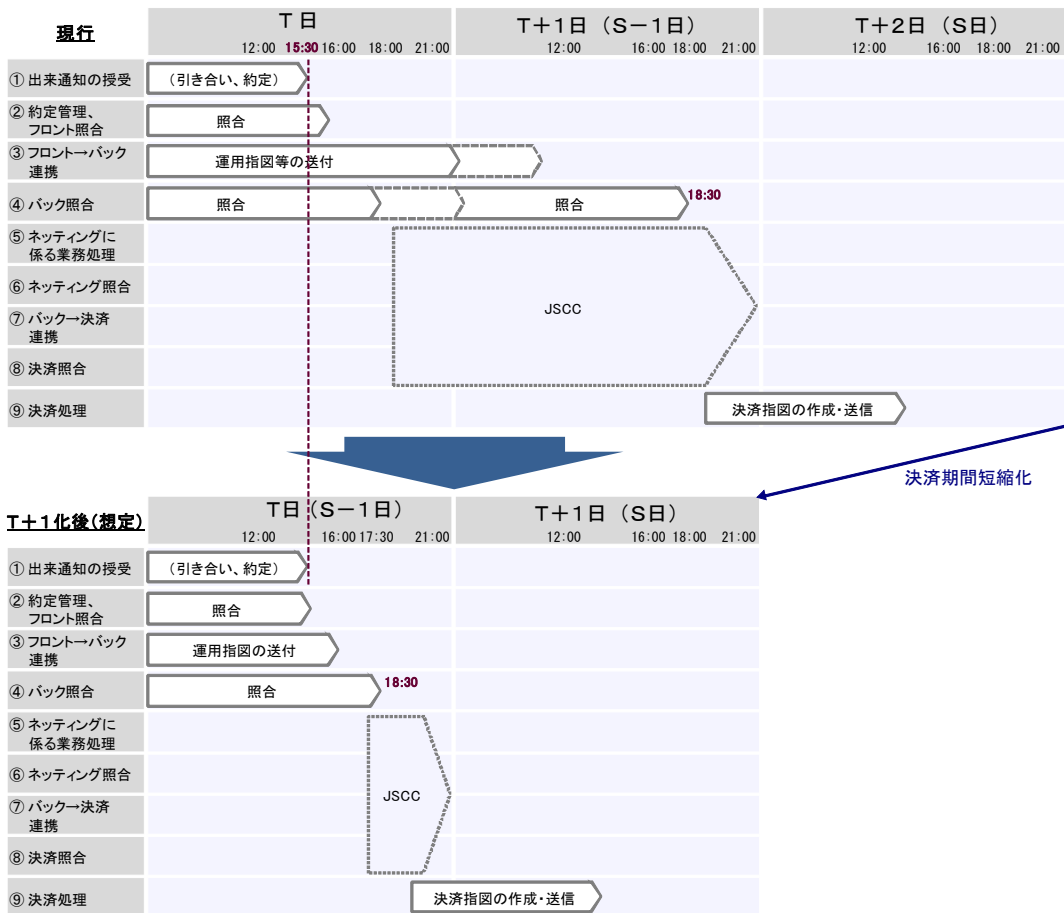 現行
T日
T+1日（S−1日）
T+2日（S日）
12:00 15:30 16:00 18:00 21:00
12:00 16:00 18:00 21:00
12:00 16:00 18:00 21:00
① 出来通知の授受
（引き合い、約定）
② 約定管理、
フロント照合
照合
③ フロント→バック
連携
運用指図等の送付
④ バック照合
照合
照合
18:30
⑤ ネッティングに
係る業務処理
⑥ ネッティング照合
JSCC
⑦ バック→決済
連携
⑧ 決済照合
⑨ 決済処理
決済指図の作成・送信
決済期間短縮化
T+1化後(想定)
T日（S−1日）
T+1日（S日）
12:00 16:00 17:30 21:00
12:00 16:00 18:00 21:00
① 出来通知の授受
（引き合い、約定）
② 約定管理、
フロント照合
照合
③ フロント→バック
連携
運用指図の送付
④ バック照合
照合
18:30
⑤ ネッティングに
係る業務処理
⑥ ネッティング照合
JSCC
⑦ バック→決済
連携
⑧ 決済照合
⑨ 決済処理
決済指図の作成・送信